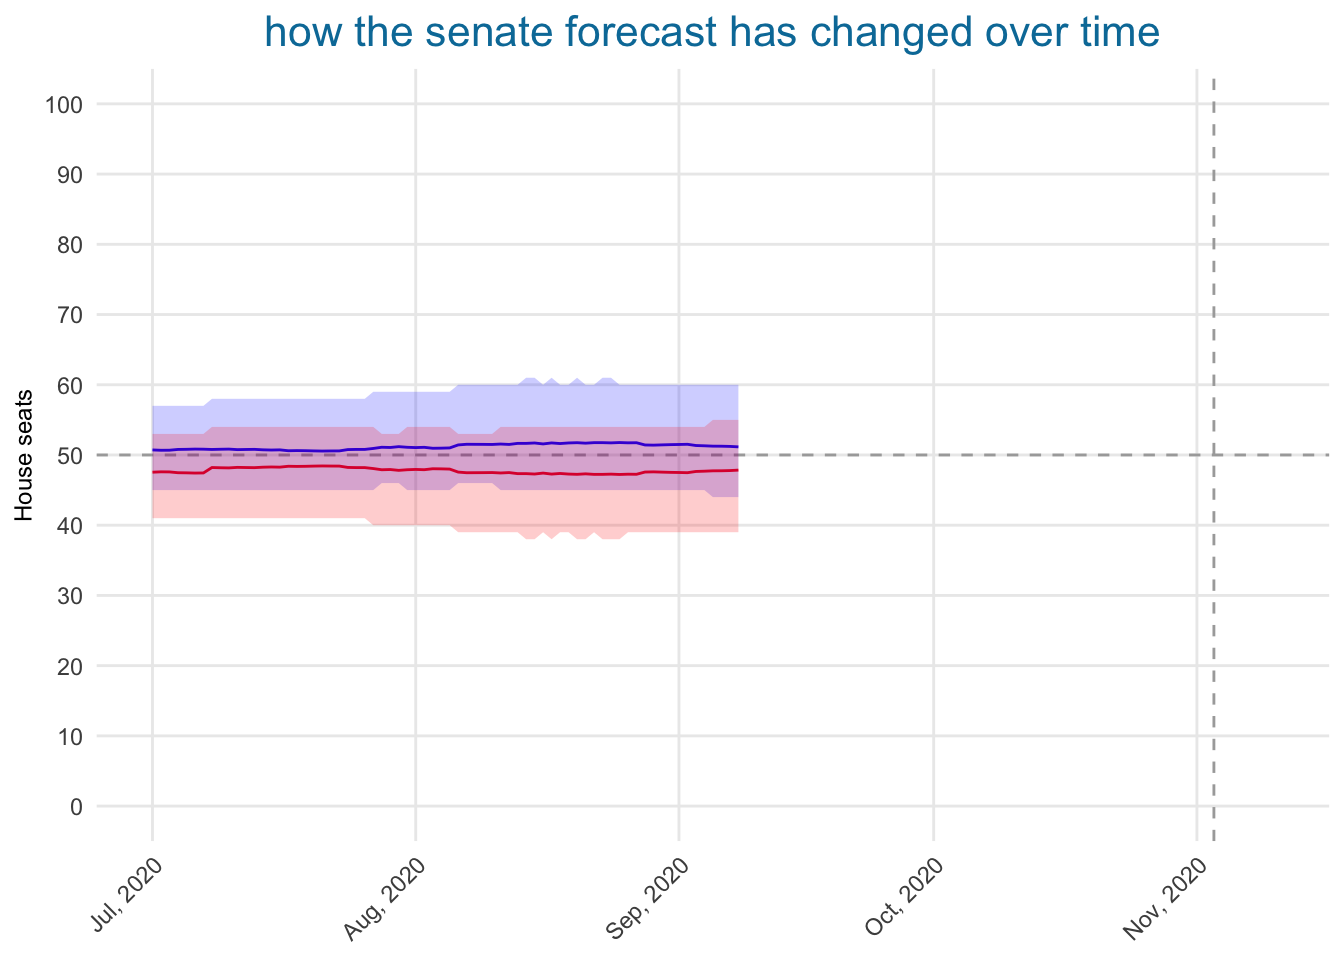 how the senate forecast has changed over time
House seats
100
90
80
70
60
50
40
30
20
10
0
Jul, 2020
Aug, 2020
Sep, 2020
Oct, 2020
Nov, 2020